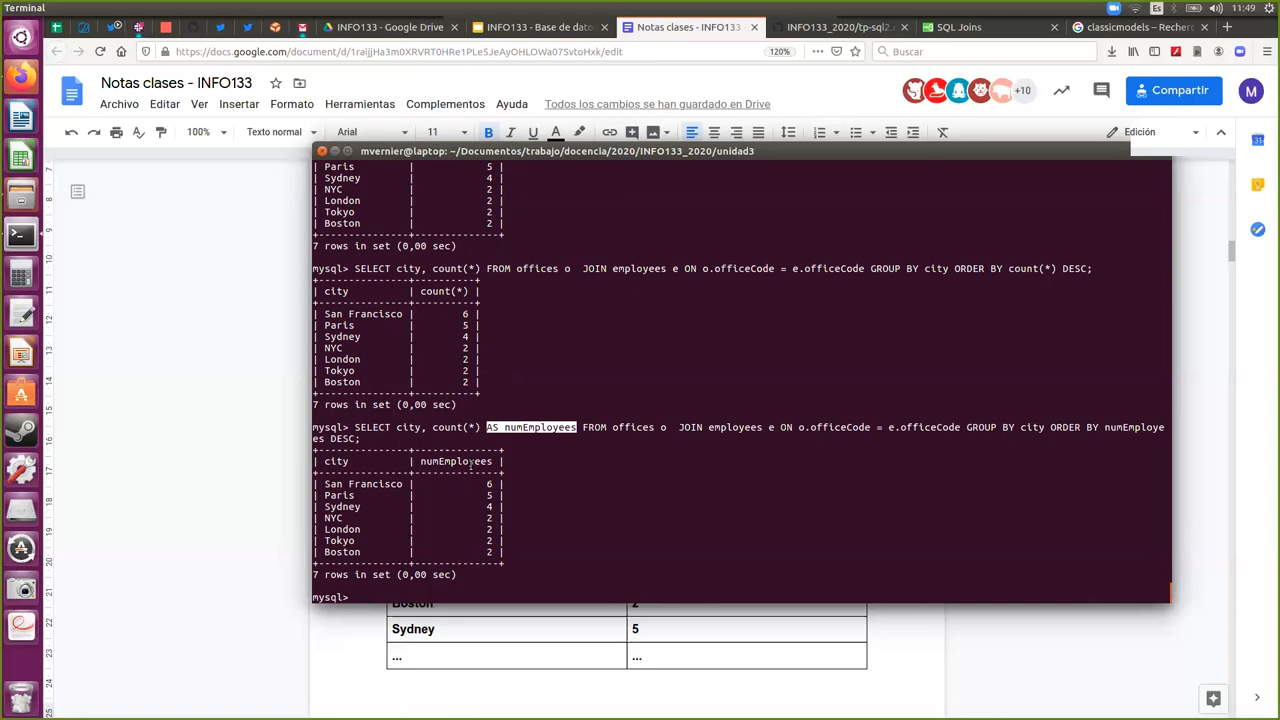 Terminal
Es
11:49
INFO133 - Google Drive
INFO133 - Base de dato
Notas clases - INFO133
INFO133_2020/tp-sql2.
SQL Joins
classicmodels – Recherc
120%
Buscar
Notas clases - INFO133
Archivo Editar Ver Insertar Formato Herramientas Complementos Ayuda
Todos los cambios se han guardado en Drive
+10
Compartir
M
100%
Texto normal
Arial
11
Edición
mvernier@laptop: ~/Documentos/trabajo/docencia/2020/INFO133_2020/unidad3
| Paris | 5 |
| Sydney | 4 |
| NYC | 2 |
| London | 2 |
| Tokyo | 2 |
| Boston | 2 |
7 rows in set (0,00 sec)
mysql> SELECT city, count(*) FROM offices o JOIN employees e ON o.officeCode = e.officeCode GROUP BY city ORDER BY count(*) DESC;
| city | count(*) |
| San Francisco | 6
| Paris | 5
| Sydney | 4
| NYC | 2
| London | 2
| Tokyo | 2
| Boston | 2 |
7 rows in set (0,00 sec)
mysql> SELECT city, count(*) AS numEmployees FROM offices o JOIN employees e ON o.officeCode = e.officeCode GROUP BY city ORDER BY numEmploye
es DESC;
| city | numEmployees |
| San Francisco | 6 |
| Paris | 5 |
| Sydney | 4 |
| NYC | 2 |
| London | 2 |
| Tokyo | 2 |
| Boston | 2 |
7 rows in set (0,00 sec)
mysql>
Boston 2
Sydney 5
... ...